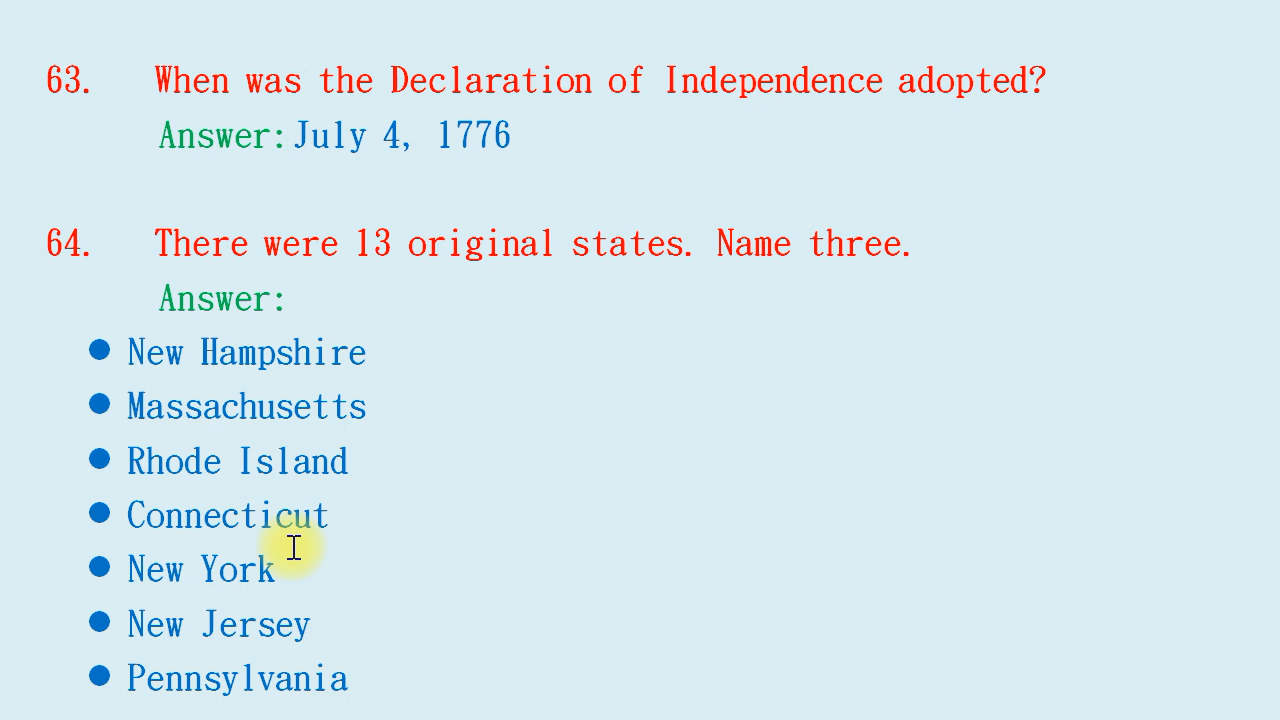 63. When was the Declaration of Independence adopted?
Answer:July 4, 1776
64. There were 13 original states. Name three.
Answer:
● New Hampshire
● Massachusetts
● Rhode Island
● Connecticut
● New York
● New Jersey
● Pennsylvania